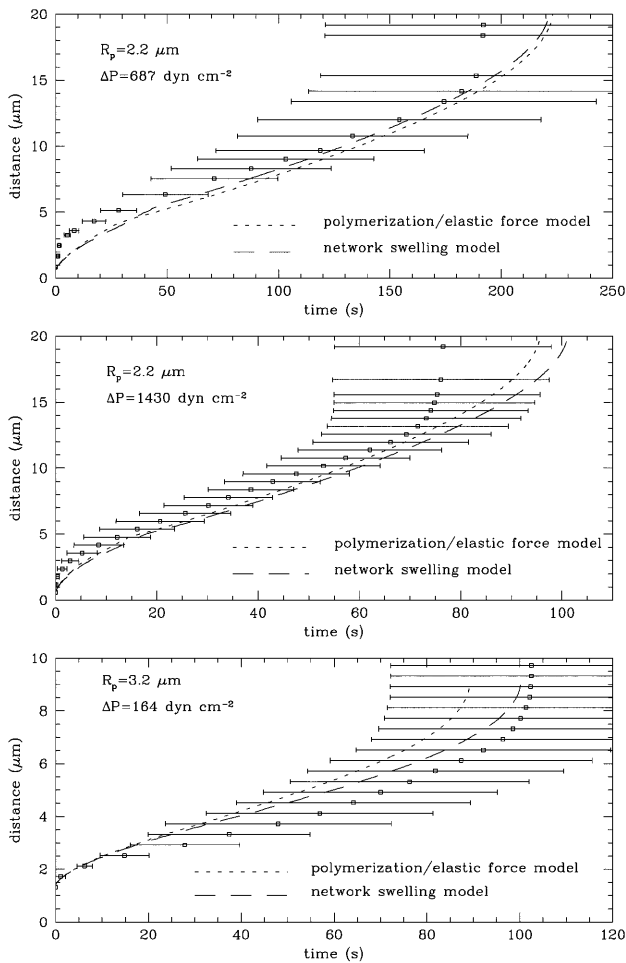 20
15
10
5
0
distance (μm)
R_p=2.2 μm
ΔP=687 dyn cm⁻²
polymerization/elastic force model
network swelling model
0 50 100 150 200 250
time (s)
20
15
10
5
0
distance (μm)
R_p=2.2 μm
ΔP=1430 dyn cm⁻²
polymerization/elastic force model
network swelling model
0 20 40 60 80 100
time (s)
10
8
6
4
2
0
distance (μm)
R_p=3.2 μm
ΔP=164 dyn cm⁻²
polymerization/elastic force model
network swelling model
0 20 40 60 80 100 120
time (s)